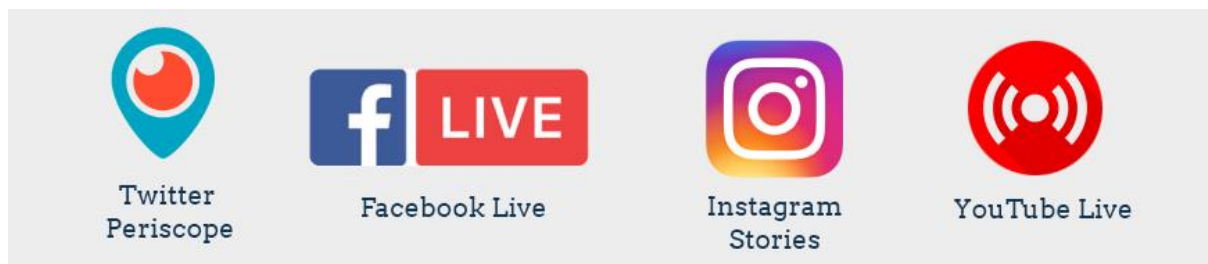 f LIVE
Twitter
Periscope
Facebook Live
Instagram
Stories
YouTube Live